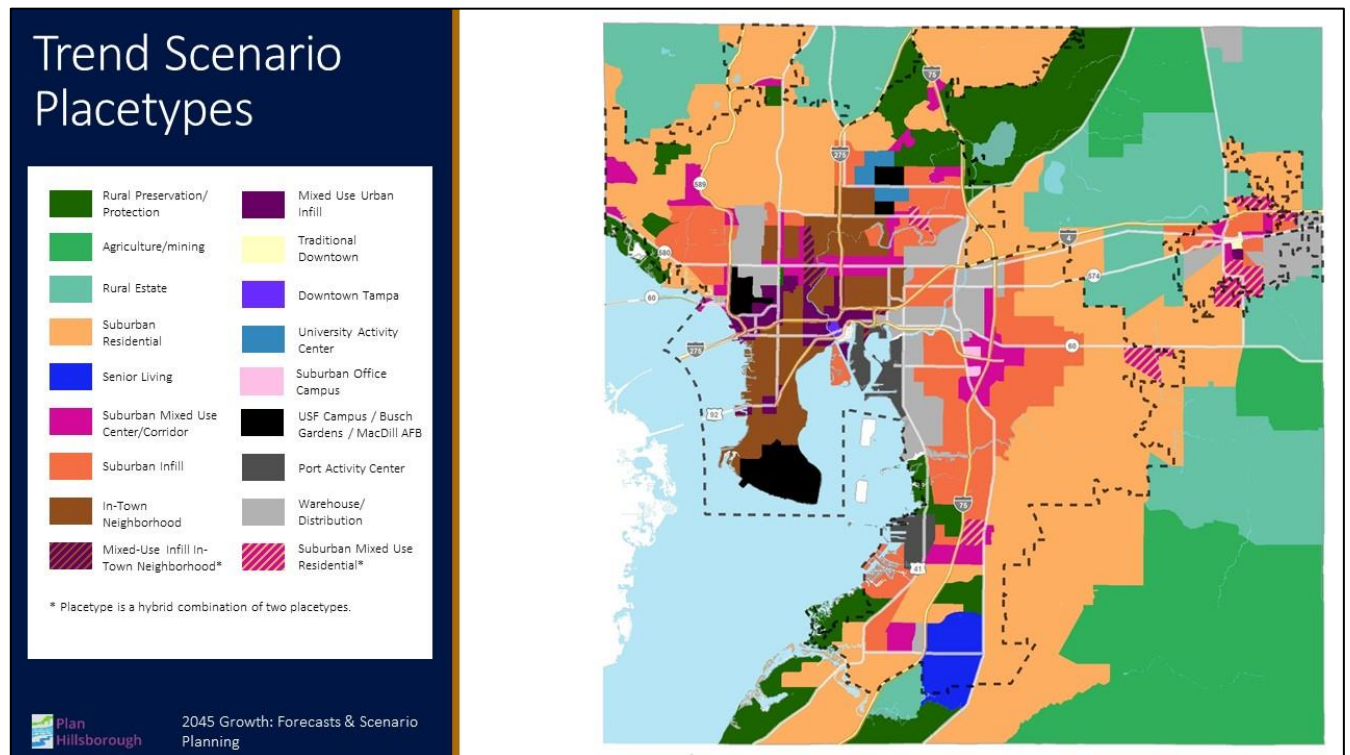 Trend Scenario
Placetypes
Rural Preservation/
Protection
Agriculture/mining
Rural Estate
Suburban
Residential
Senior Living
Suburban Mixed Use
Center/Corridor
Suburban Infill
In-Town
Neighborhood
Mixed-Use Infill In-
Town Neighborhood*
Mixed Use Urban
Infill
Traditional
Downtown
Downtown Tampa
University Activity
Center
Suburban Office
Campus
USF Campus / Busch
Gardens / MacDill AFB
Port Activity Center
Warehouse/
Distribution
Suburban Mixed Use
Residential*
* Placetype is a hybrid combination of two placetypes.
Plan
Hillsborough
2045 Growth: Forecasts & Scenario
Planning
75
275
589
580
4
574
60
275
60
92
75
41